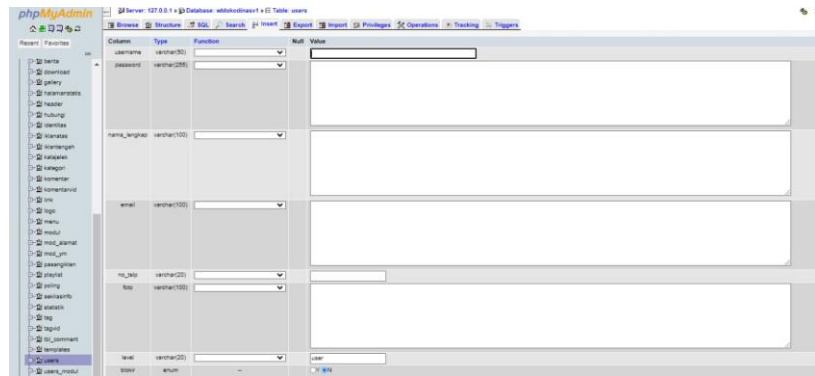 phpMyAdmin
Recent Favorites
berita
download
gallery
halamanstatis
header
hubungi
identitas
iklanatas
iklantengah
katajelek
kategori
komentar
komentarvid
link
logo
menu
modul
mod_alamat
mod_ym
pasangiklan
playlist
poling
sekilasinfo
statistik
tag
tagvid
tbl_comment
templates
users
users_modul
Server: 127.0.0.1 » Database: » Table: users
Browse Structure SQL Search Insert Export Import Privileges Operations Tracking Triggers
Column Type Function Null Value
username varchar(50)
password varchar(255)
nama_lengkap varchar(100)
email varchar(100)
no_telp varchar(20)
foto varchar(100)
level varchar(20) user
blokir enum -- Y N